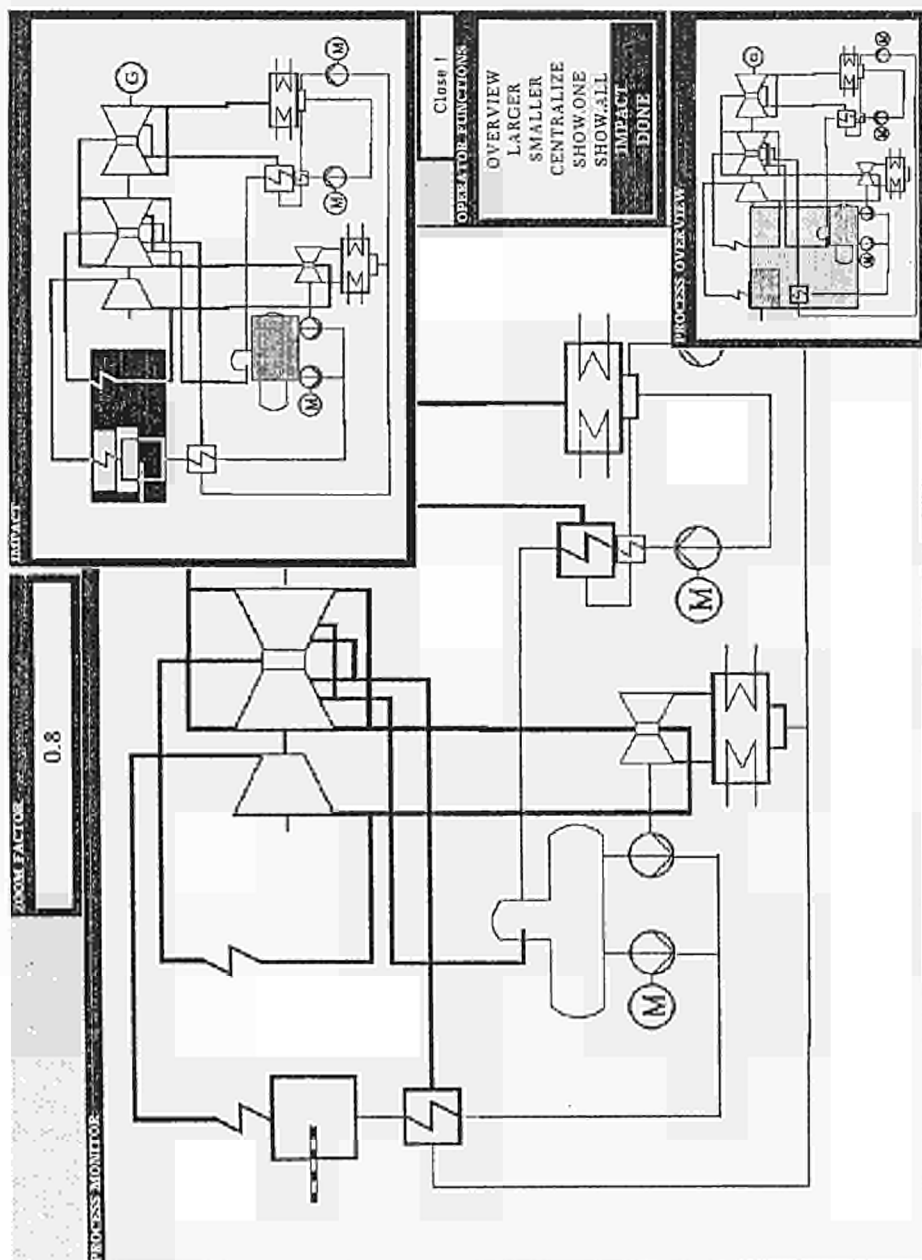 IMPACT
G
M
M
M
Close !
OPERATOR FUNCTIONS
OVERVIEW
LARGER
SMALLER
CENTRALIZE
SHOW.ONE
SHOW.ALL
IMPACT
DONE
PROCESS OVERVIEW
G
M
M
M
ZOOM FACTOR
0.8
PROCESS MONITOR
M
M